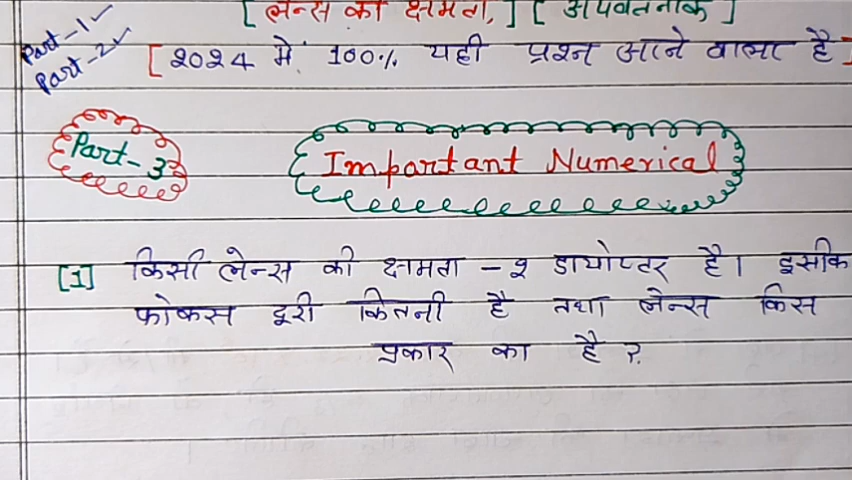 [लेन्स की क्षमता,] [अपवर्तनांक]
Part-1✓
Part-2✓
[2024 में 100% यही प्रश्न आने वाला है]
Part-3
Impartant Numerical
[1] किसी लेन्स की क्षमता -2 डायोप्टर है। इसकि
फोकस दूरी कितनी है तथा लेन्स किस
प्रकार का है?